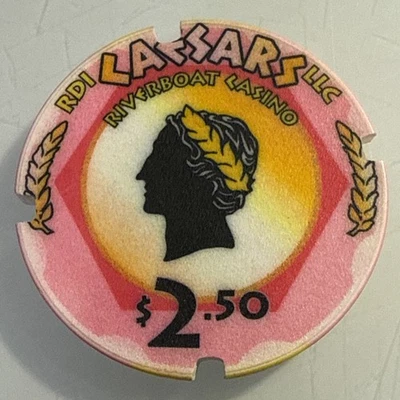 RDI CAESARS LLC
RIVERBOAT CASINO
$2.50